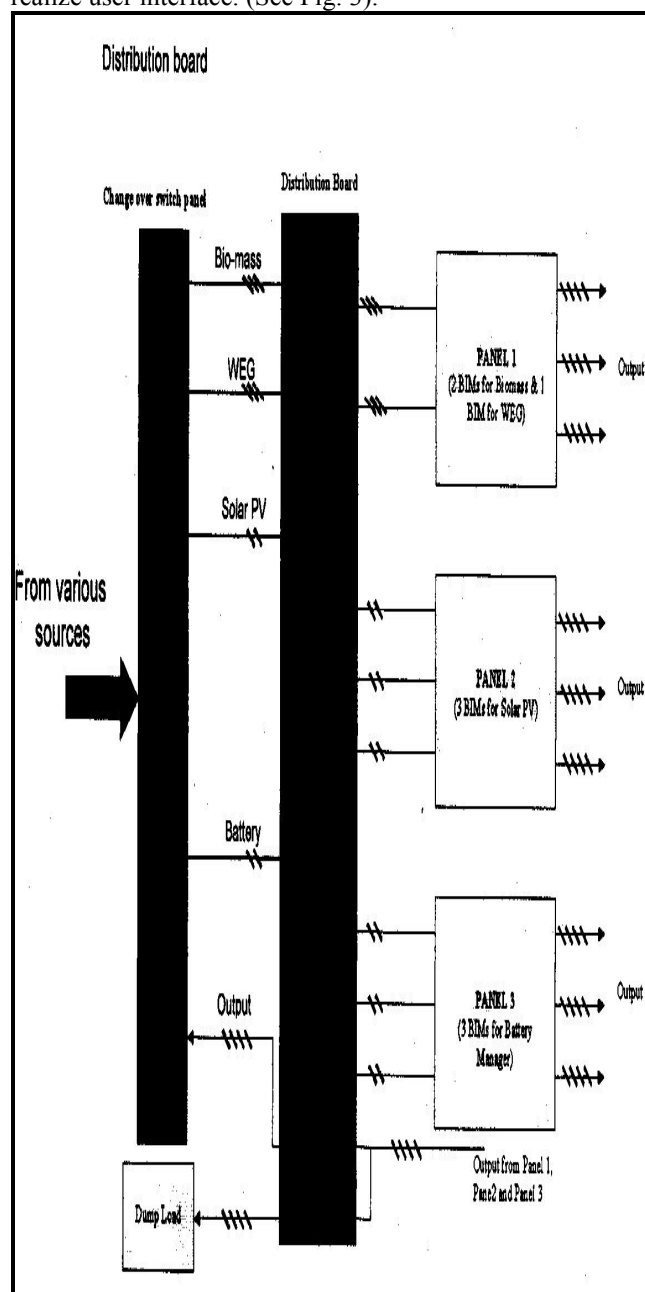 realize user interface. (See Fig. 3).
Distribution board
Change over switch panel
Distribution Board
Bio-mass
WEG
Solar PV
From various
sources
Battery
Output
Dump Load
PANEL 1
(2 BIMs for Biomass & 1
BIM for WEG)
Output
PANEL 2
(3 BIMs for Solar PV)
Output
PANEL 3
(3 BIMs for Battery
Manager)
Output
Output from Panel 1,
Pane2 and Panel 3